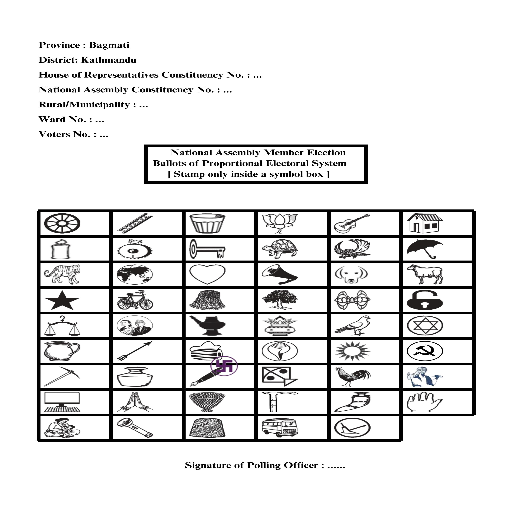 Province : Bagmati
District: Kathmandu
House of Representatives Constituency No. : ...
National Assembly Constituency No. : ...
Rural/Municipality : ...
Ward No. : ...
Voters No. : ...
National Assembly Member Election
Ballots of Proportional Electoral System
[ Stamp only inside a symbol box ]
Signature of Polling Officer : ......